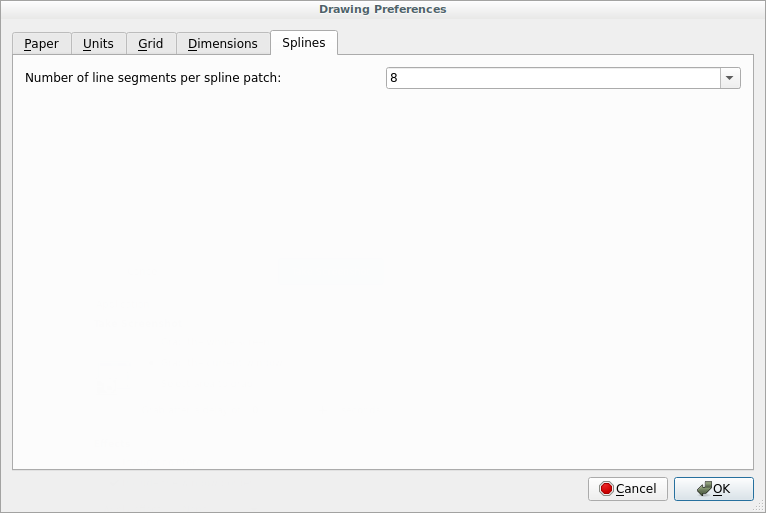 Drawing Preferences
Paper Units Grid Dimensions Splines
Number of line segments per spline patch: 8
Cancel OK